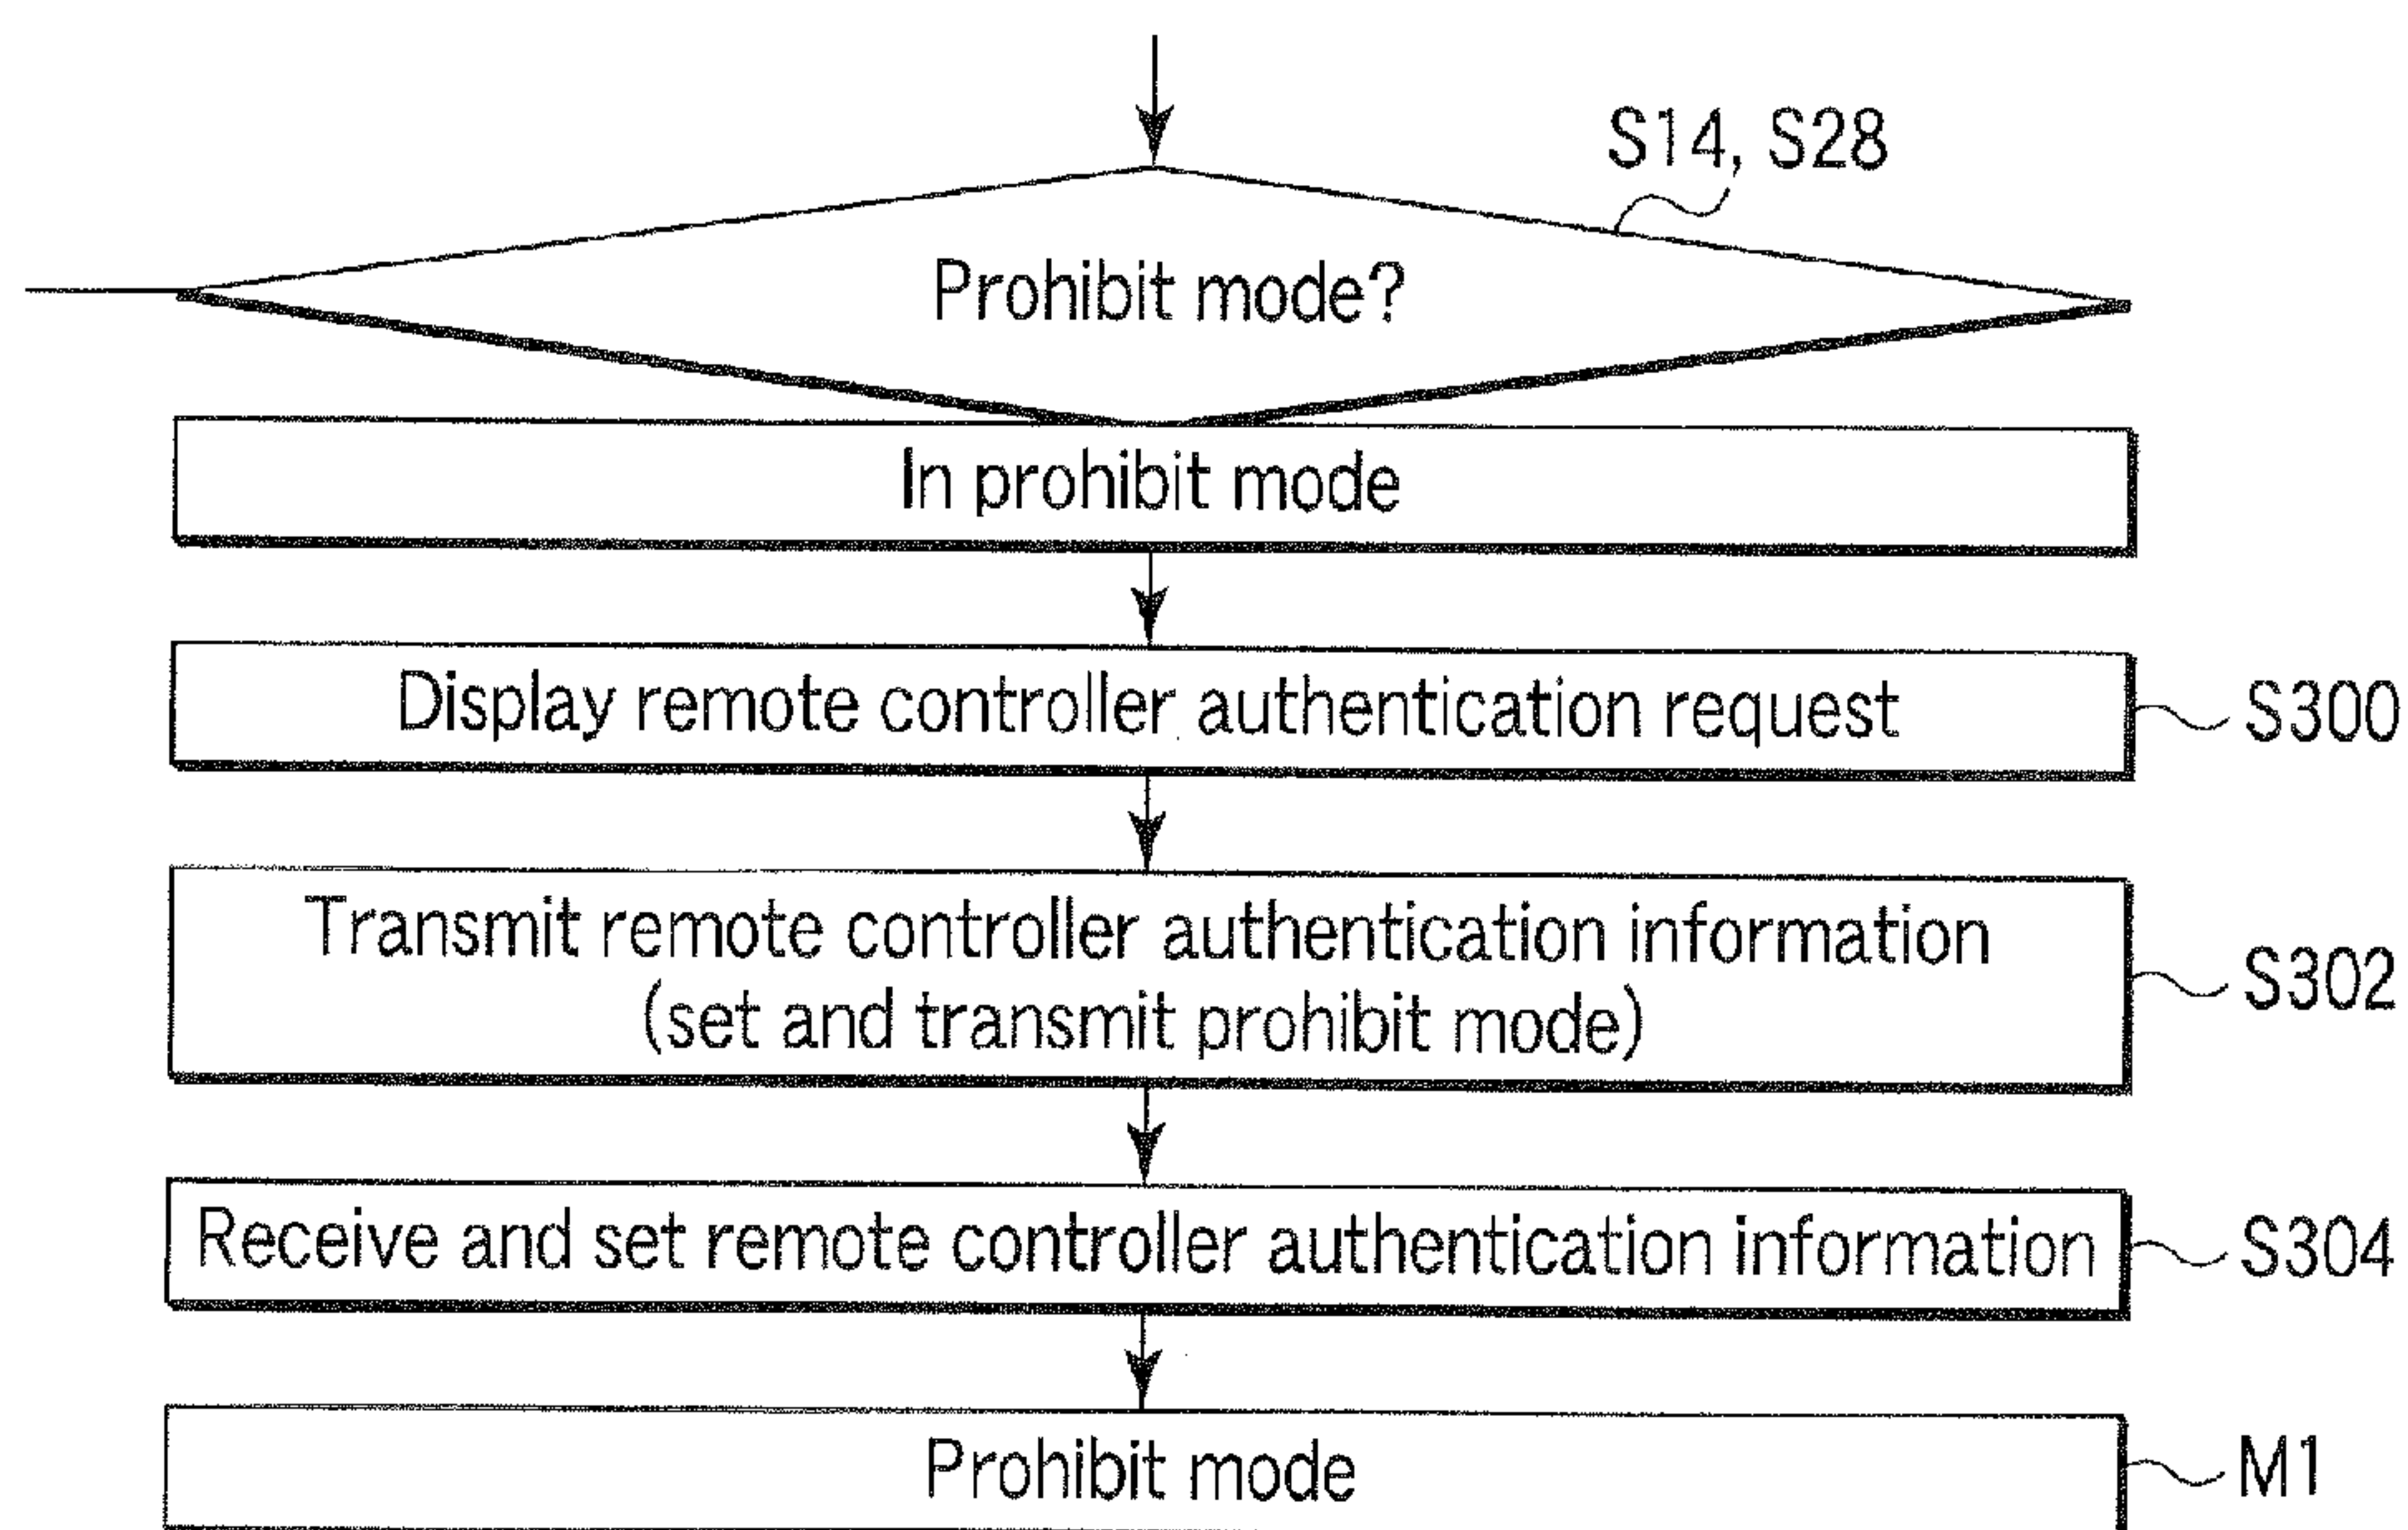 S14, S28
Prohibit mode?
In prohibit mode
Display remote controller authentication request
S300
Transmit remote controller authentication information
(set and transmit prohibit mode)
S302
Receive and set remote controller authentication information
S304
Prohibit mode
M1